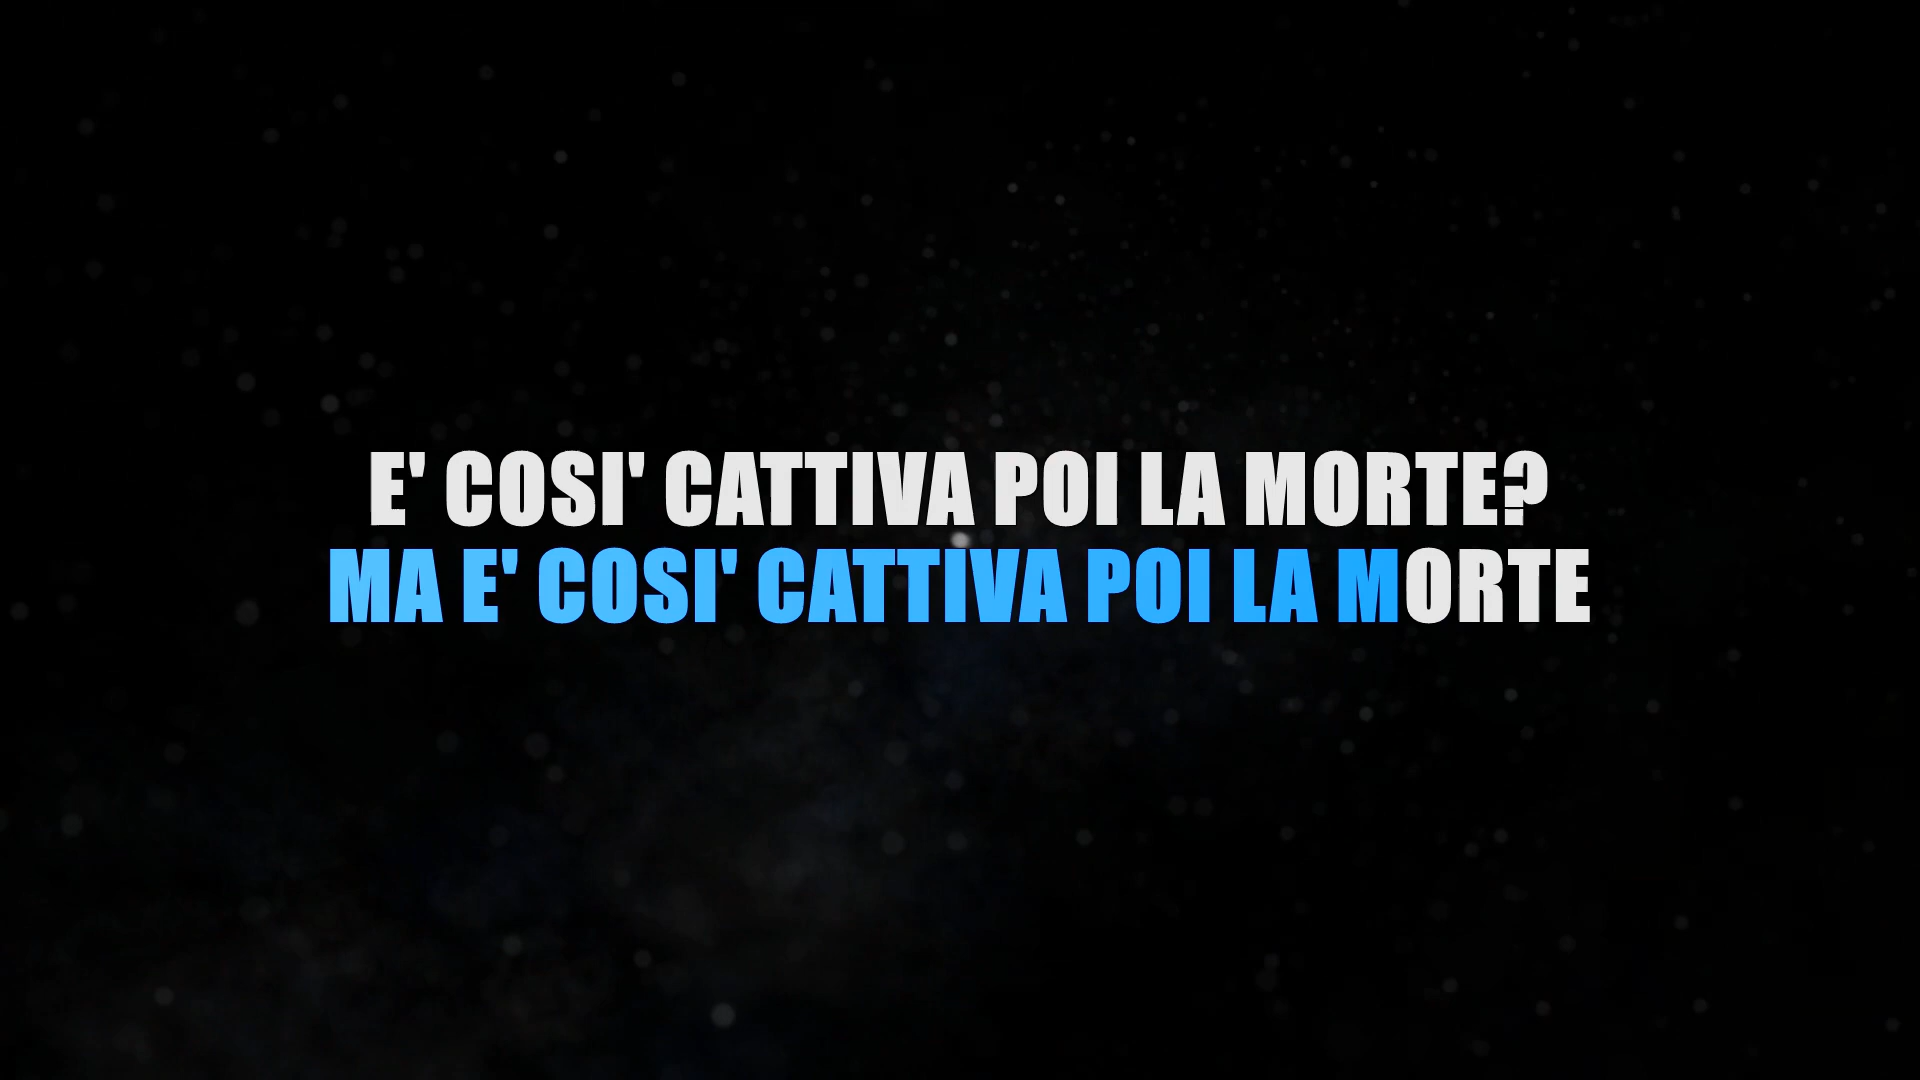 E' COSI' CATTIVA POI LA MORTE?
MA E' COSI' CATTIVA POI LA MORTE